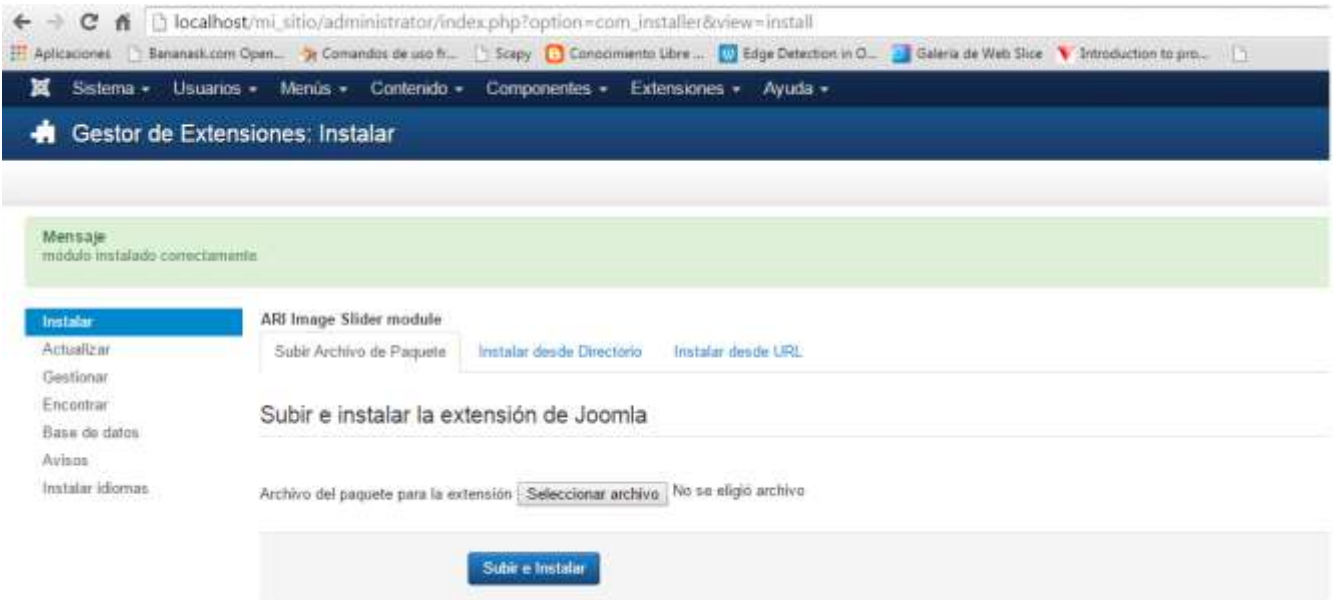 localhost/mi_sitio/administrator/index.php?option=com_installer&view=install
Aplicaciones Bananask.com Open... Comandos de uso fr... Scapy Conocimiento Libre ... Edge Detection in O... Galería de Web Slice Introduction to pro...
Sistema Usuarios Menús Contenido Componentes Extensiones Ayuda
Gestor de Extensiones: Instalar
Mensaje
modulo instalado correctamente
Instalar
Actualizar
Gestionar
Encontrar
Base de datos
Avisos
Instalar idiomas
ARI Image Slider module
Subir Archivo de Paquete Instalar desde Directorio Instalar desde URL
Subir e instalar la extensión de Joomla
Archivo del paquete para la extensión Seleccionar archivo No se eligió archivo
Subir e Instalar